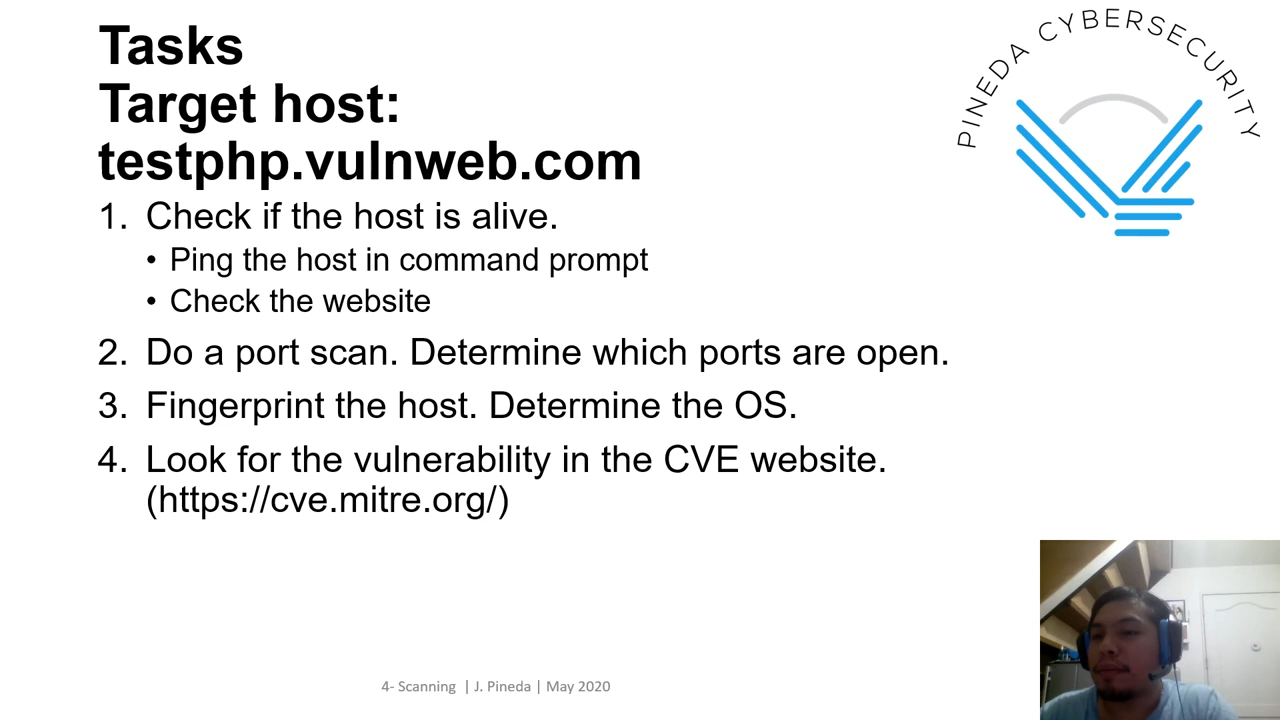 Tasks
Target host:
testphp.vulnweb.com
PINEDA CYBERSECURITY
1. Check if the host is alive.
• Ping the host in command prompt
• Check the website
2. Do a port scan. Determine which ports are open.
3. Fingerprint the host. Determine the OS.
4. Look for the vulnerability in the CVE website.
(https://cve.mitre.org/)
4- Scanning | J. Pineda | May 2020